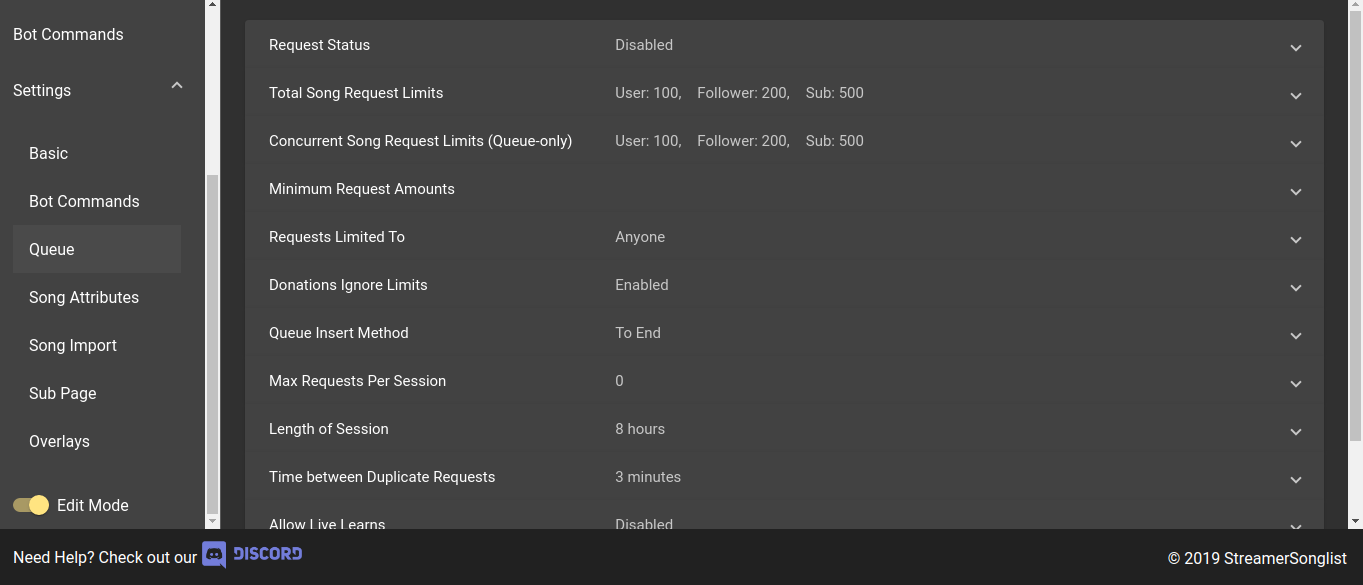 Bot Commands
Settings
Basic
Bot Commands
Queue
Song Attributes
Song Import
Sub Page
Overlays
Edit Mode
Request Status Disabled
Total Song Request Limits User: 100, Follower: 200, Sub: 500
Concurrent Song Request Limits (Queue-only) User: 100, Follower: 200, Sub: 500
Minimum Request Amounts
Requests Limited To Anyone
Donations Ignore Limits Enabled
Queue Insert Method To End
Max Requests Per Session 0
Length of Session 8 hours
Time between Duplicate Requests 3 minutes
Allow Live Learns Disabled
Need Help? Check out our DISCORD
© 2019 StreamerSonglist